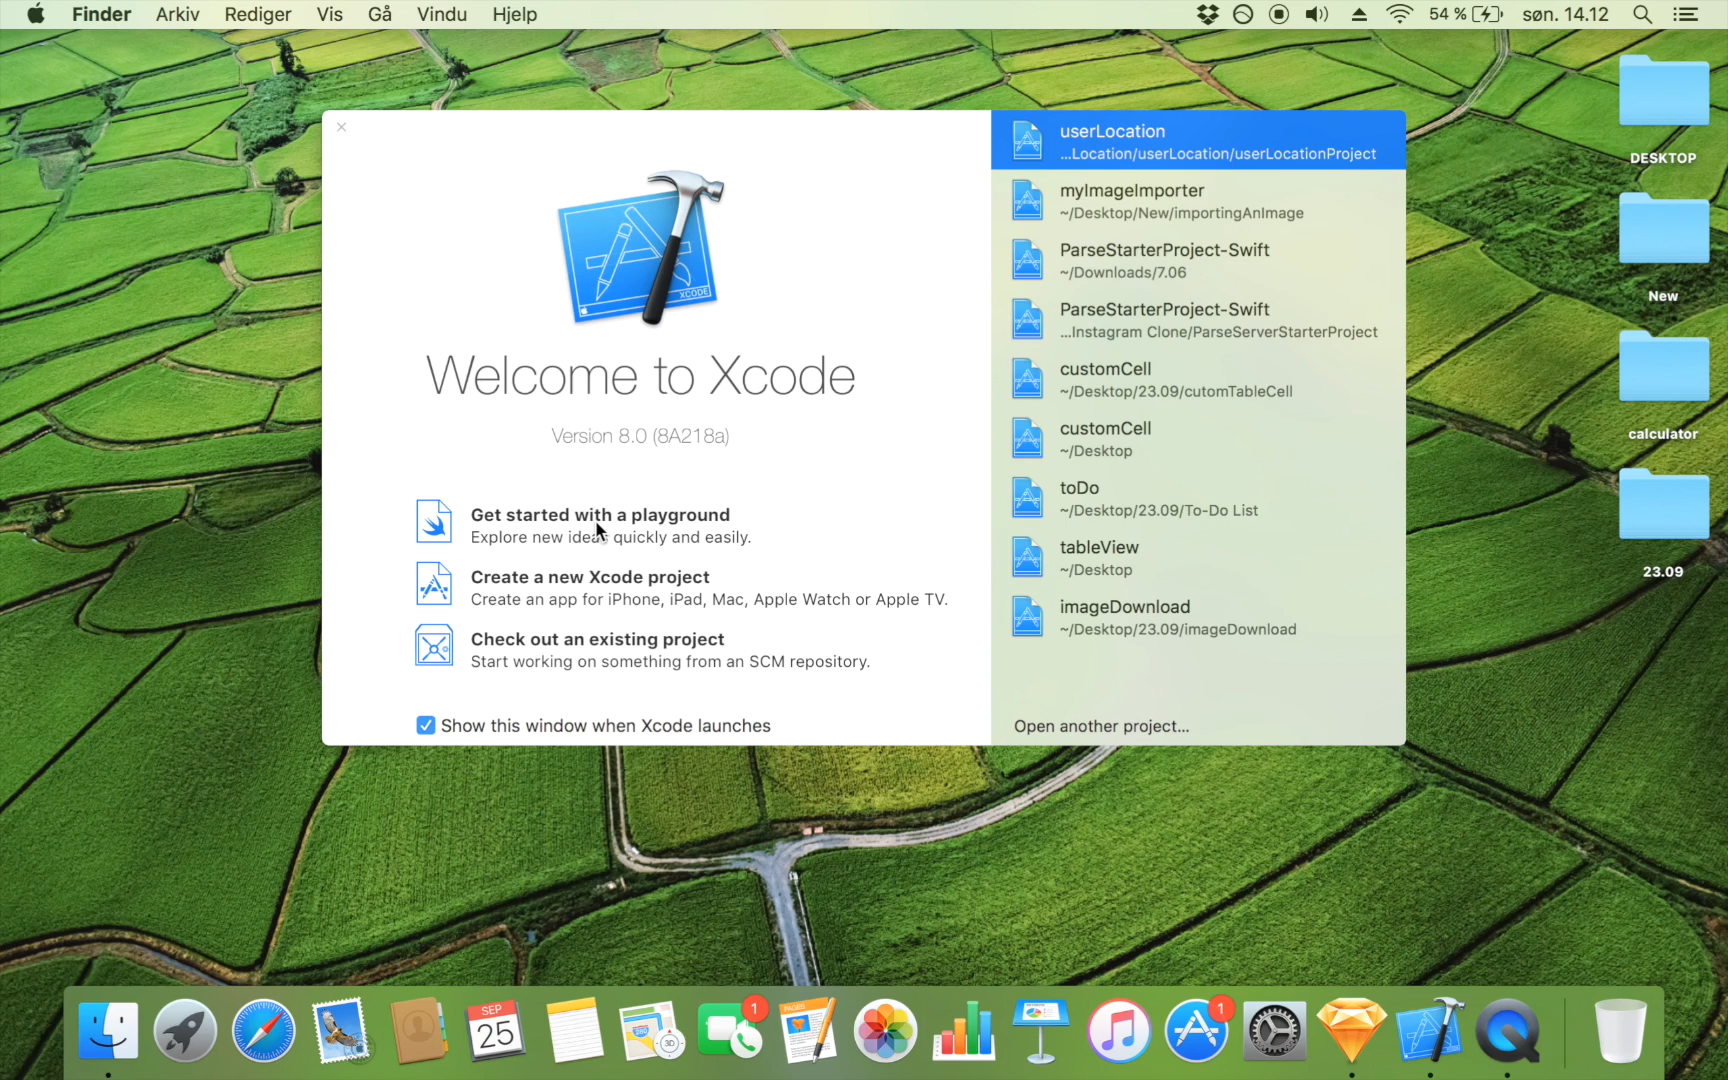 Finder Arkiv Rediger Vis Gå Vindu Hjelp 54 % søn. 14.12
DESKTOP
New
calculator
23.09
XCODE
Welcome to Xcode
Version 8.0 (8A218a)
Get started with a playground
Explore new ideas quickly and easily.
Create a new Xcode project
Create an app for iPhone, iPad, Mac, Apple Watch or Apple TV.
Check out an existing project
Start working on something from an SCM repository.
Show this window when Xcode launches
userLocation
...Location/userLocation/userLocationProject
myImageImporter
~/Desktop/New/importingAnImage
ParseStarterProject-Swift
~/Downloads/7.06
ParseStarterProject-Swift
...Instagram Clone/ParseServerStarterProject
customCell
~/Desktop/23.09/cutomTableCell
customCell
~/Desktop
toDo
~/Desktop/23.09/To-Do List
tableView
~/Desktop
imageDownload
~/Desktop/23.09/imageDownload
Open another project...
SEP
25
3D
1
PAGES
1